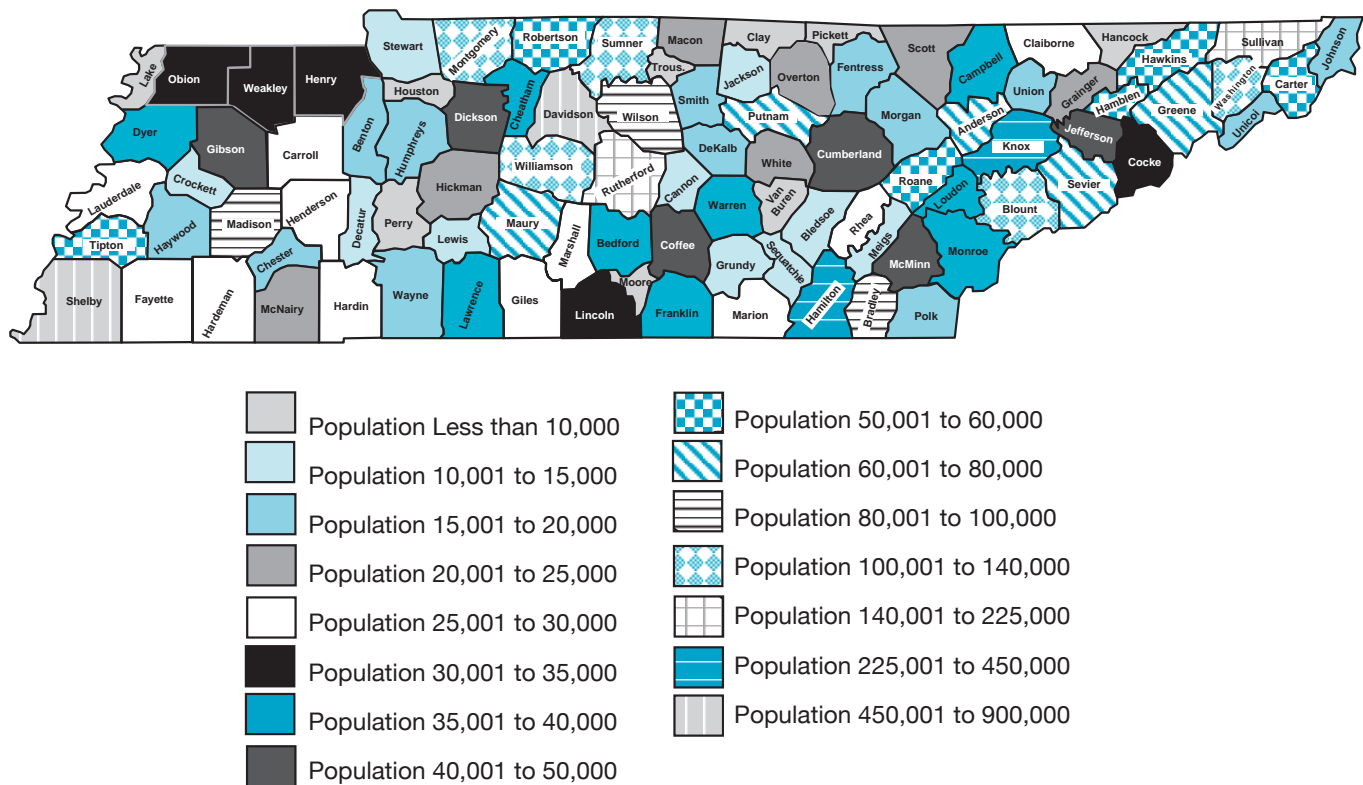 Stewart
Montgomery
Robertson
Sumner
Macon
Clay
Pickett
Scott
Campbell
Claiborne
Hancock
Hawkins
Sullivan
Johnson
Lake
Obion
Weakley
Henry
Houston
Cheatham
Davidson
Trous.
Wilson
Smith
Jackson
Overton
Fentress
Morgan
Union
Grainger
Hamblen
Greene
Washington
Carter
Unicoi
Dyer
Gibson
Carroll
Benton
Humphreys
Dickson
Putnam
DeKalb
White
Cumberland
Anderson
Knox
Jefferson
Cocke
Lauderdale
Crockett
Madison
Henderson
Decatur
Perry
Hickman
Williamson
Rutherford
Cannon
Warren
Van
Buren
Bledsoe
Rhea
Roane
Loudon
Blount
Sevier
Tipton
Haywood
Chester
Lewis
Maury
Marshall
Bedford
Coffee
Grundy
Sequatchie
Meigs
McMinn
Monroe
Shelby
Fayette
Hardeman
McNairy
Hardin
Wayne
Lawrence
Giles
Lincoln
Moore
Franklin
Marion
Hamilton
Bradley
Polk
Population Less than 10,000
Population 10,001 to 15,000
Population 15,001 to 20,000
Population 20,001 to 25,000
Population 25,001 to 30,000
Population 30,001 to 35,000
Population 35,001 to 40,000
Population 40,001 to 50,000
Population 50,001 to 60,000
Population 60,001 to 80,000
Population 80,001 to 100,000
Population 100,001 to 140,000
Population 140,001 to 225,000
Population 225,001 to 450,000
Population 450,001 to 900,000